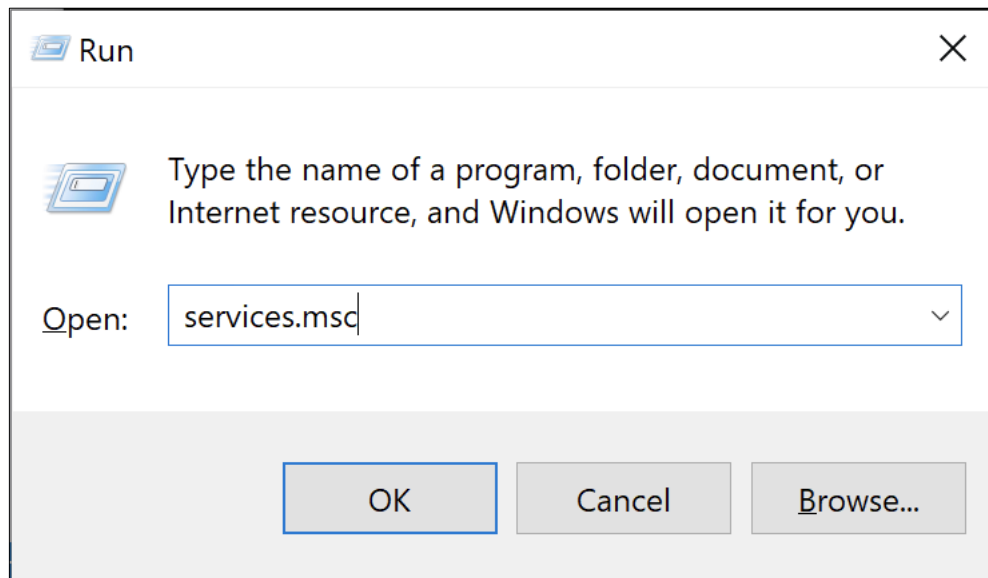 Run
Type the name of a program, folder, document, or
Internet resource, and Windows will open it for you.
Open: services.msc
OK Cancel Browse...